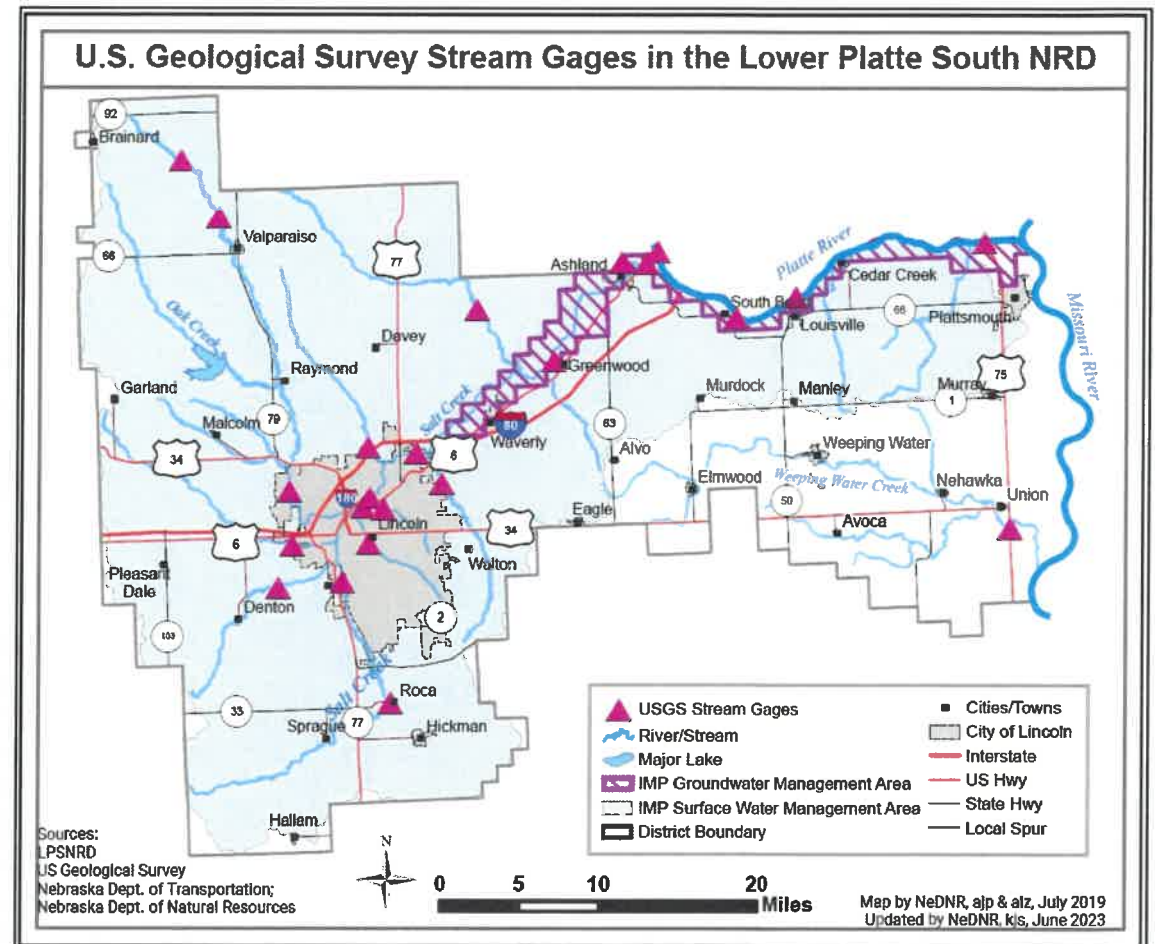 U.S. Geological Survey Stream Gages in the Lower Platte South NRD
92
Brainard
Valparaiso
66
77
Ashland
Platte River
Cedar Creek
South Bend
Louisville
66
Plattsmouth
Missouri River
Oak Creek
Davey
Raymond
Greenwood
Garland
Murdock
Manley
Murray
75
1
Malcolm
79
Salt Creek
80
Waverly
63
34
6
Alvo
Weeping Water
Elmwood
Weeping Water Creek
Nehawka
Union
180
50
Lincoln
Eagle
34
Avoca
6
Walton
Pleasant
Dale
Denton
2
103
Salt Creek
Roca
33
Sprague
77
Hickman
Hallam
USGS Stream Gages
River/Stream
Major Lake
IMP Groundwater Management Area
IMP Surface Water Management Area
District Boundary
Cities/Towns
City of Lincoln
Interstate
US Hwy
State Hwy
Local Spur
Sources:
LPSNRD
US Geological Survey
Nebraska Dept. of Transportation;
Nebraska Dept. of Natural Resources
N
0 5 10 20
Miles
Map by NeDNR, ajp & alz, July 2019
Updated by NeDNR, kjs, June 2023